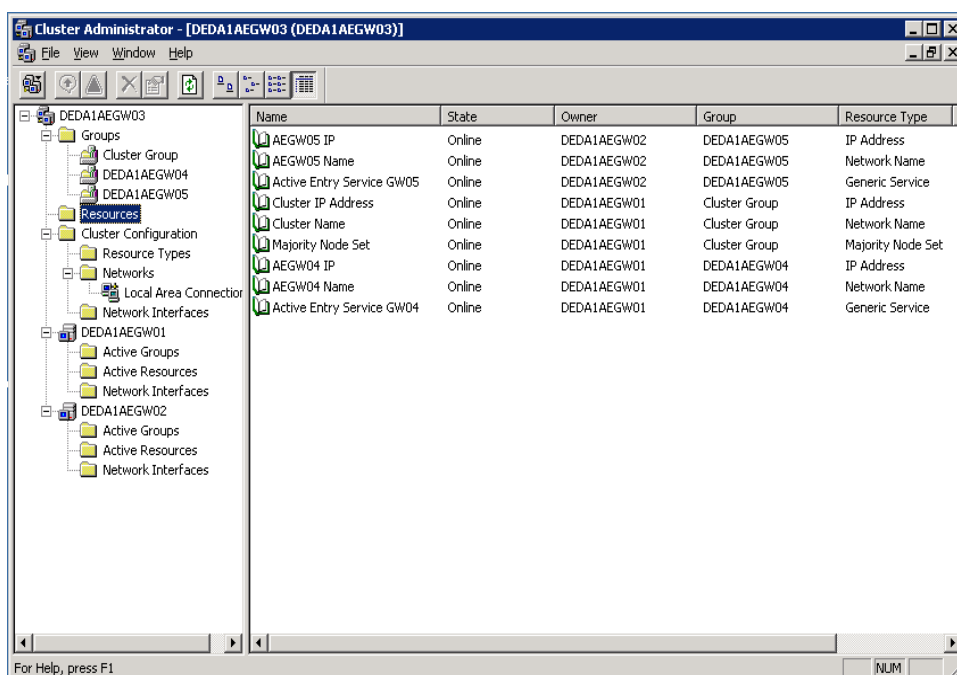 Cluster Administrator - [DEDA1AEGW03 (DEDA1AEGW03)]
File View Window Help
DEDA1AEGW03
Groups
Cluster Group
DEDA1AEGW04
DEDA1AEGW05
Resources
Cluster Configuration
Resource Types
Networks
Local Area Connection
Network Interfaces
DEDA1AEGW01
Active Groups
Active Resources
Network Interfaces
DEDA1AEGW02
Active Groups
Active Resources
Network Interfaces
Name State Owner Group Resource Type
AEGW05 IP Online DEDA1AEGW02 DEDA1AEGW05 IP Address
AEGW05 Name Online DEDA1AEGW02 DEDA1AEGW05 Network Name
Active Entry Service GW05 Online DEDA1AEGW02 DEDA1AEGW05 Generic Service
Cluster IP Address Online DEDA1AEGW01 Cluster Group IP Address
Cluster Name Online DEDA1AEGW01 Cluster Group Network Name
Majority Node Set Online DEDA1AEGW01 Cluster Group Majority Node Set
AEGW04 IP Online DEDA1AEGW01 DEDA1AEGW04 IP Address
AEGW04 Name Online DEDA1AEGW01 DEDA1AEGW04 Network Name
Active Entry Service GW04 Online DEDA1AEGW01 DEDA1AEGW04 Generic Service
For Help, press F1
NUM